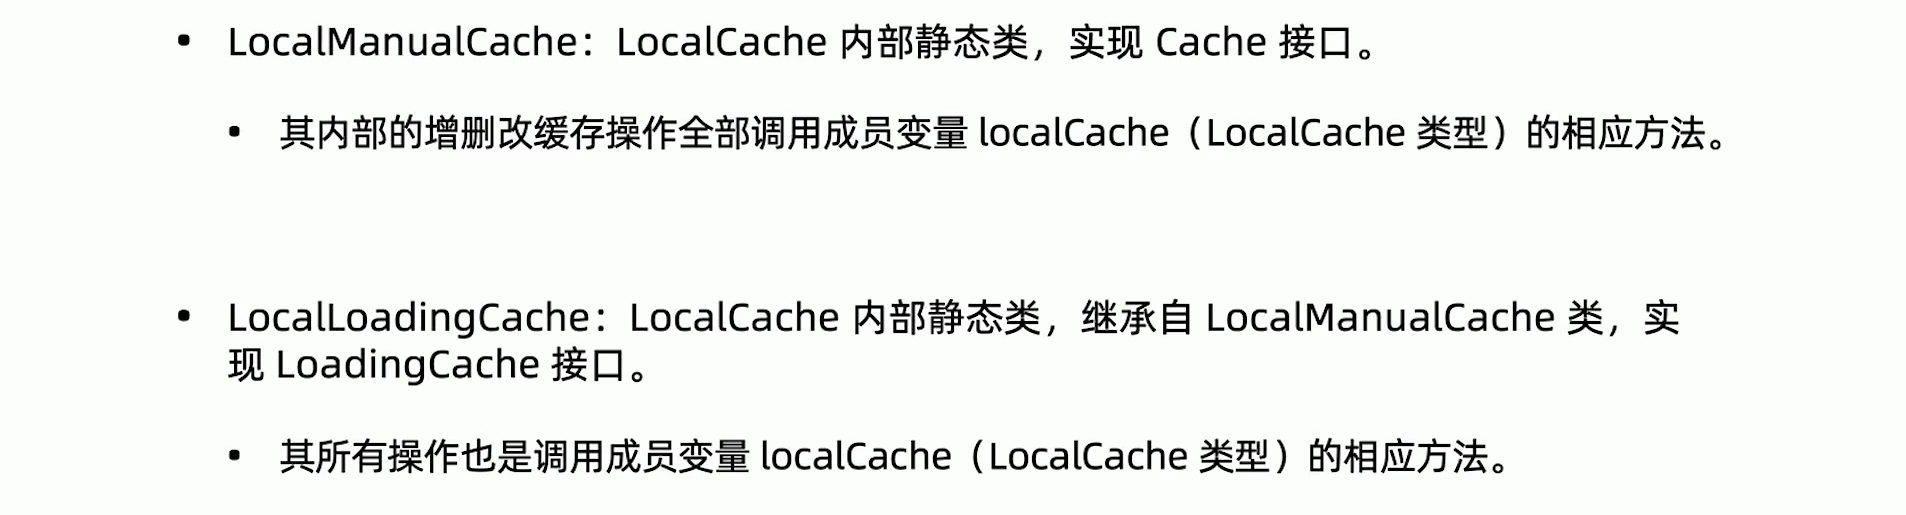 • LocalManualCache：LocalCache 内部静态类，实现 Cache 接口。
• 其内部的增删改缓存操作全部调用成员变量 localCache（LocalCache 类型）的相应方法。
• LocalLoadingCache：LocalCache 内部静态类，继承自 LocalManualCache 类，实
现 LoadingCache 接口。
• 其所有操作也是调用成员变量 localCache（LocalCache 类型）的相应方法。